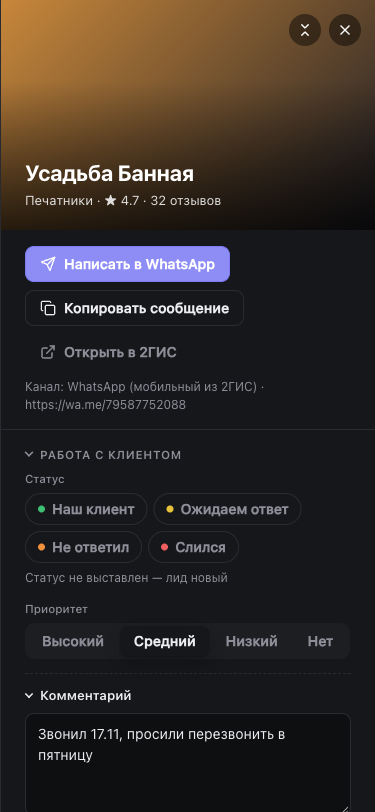 Усадьба Банная
Печатники · ★ 4.7 · 32 отзывов
Написать в WhatsApp
Копировать сообщение
Открыть в 2ГИС
Канал: WhatsApp (мобильный из 2ГИС) ·
https://wa.me/79587752088
РАБОТА С КЛИЕНТОМ
Статус
Наш клиент Ожидаем ответ
Не ответил Слился
Статус не выставлен — лид новый
Приоритет
Высокий Средний Низкий Нет
Комментарий
Звонил 17.11, просили перезвонить в
пятницу